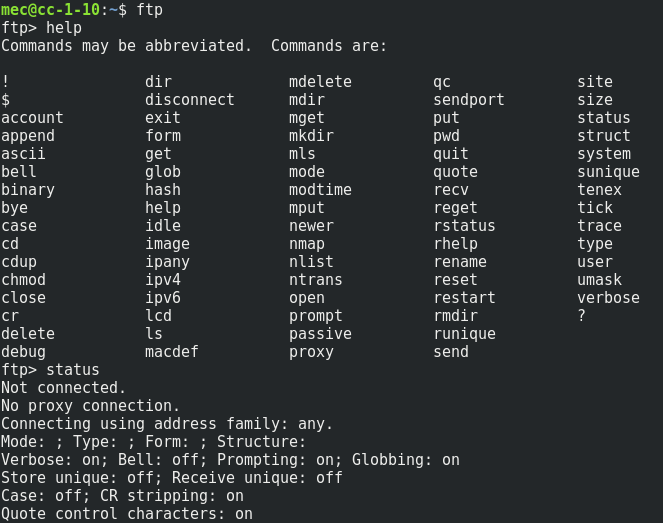 mec@cc-1-10:~$ ftp
ftp> help
Commands may be abbreviated.  Commands are:

!               dir             mdelete         qc              site
$               disconnect      mdir            sendport        size
account         exit            mget            put             status
append          form            mkdir           pwd             struct
ascii           get             mls             quit            system
bell            glob            mode            quote           sunique
binary          hash            modtime         recv            tenex
bye             help            mput            reget           tick
case            idle            newer           rstatus         trace
cd              image           nmap            rhelp           type
cdup            ipany           nlist           rename          user
chmod           ipv4            ntrans          reset           umask
close           ipv6            open            restart         verbose
cr              lcd             prompt          rmdir           ?
delete          ls              passive         runique
debug           macdef          proxy           send
ftp> status
Not connected.
No proxy connection.
Connecting using address family: any.
Mode: ; Type: ; Form: ; Structure:
Verbose: on; Bell: off; Prompting: on; Globbing: on
Store unique: off; Receive unique: off
Case: off; CR stripping: on
Quote control characters: on